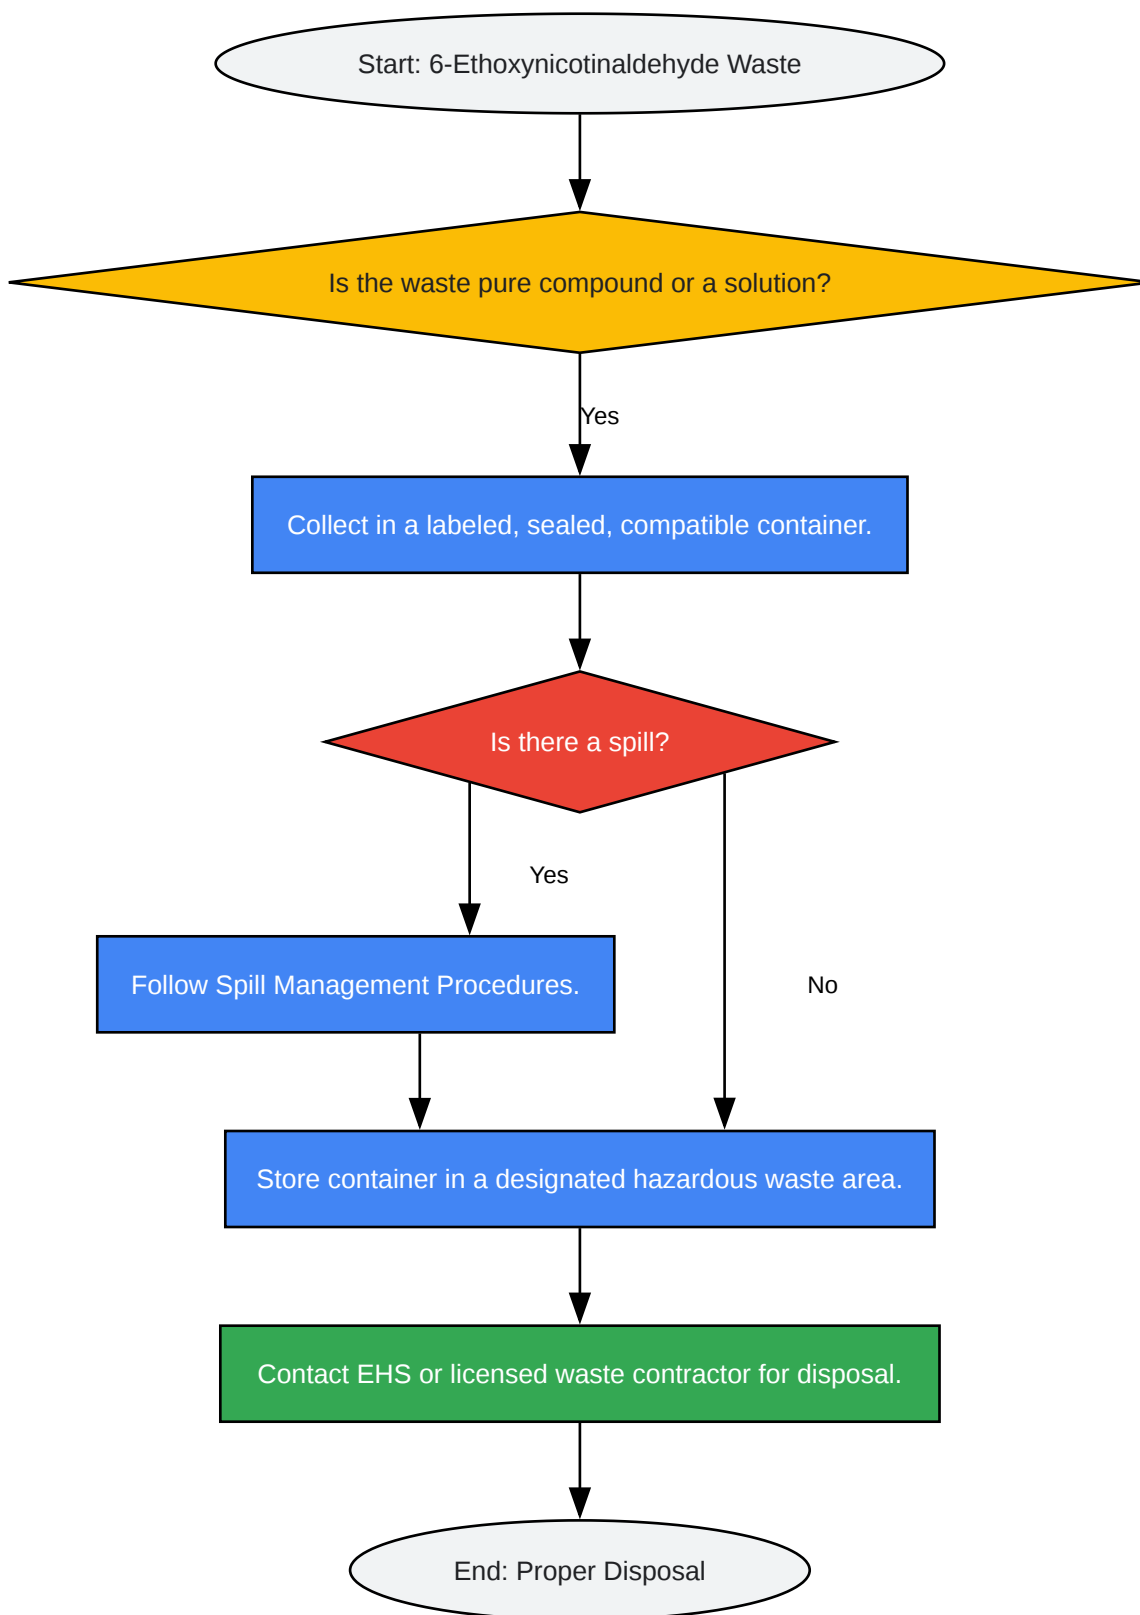 Start: 6-Ethoxynicotinaldehyde Waste
Is the waste pure compound or a solution?
Yes
Collect in a labeled, sealed, compatible container.
Is there a spill?
Yes
Follow Spill Management Procedures.
No
Store container in a designated hazardous waste area.
Contact EHS or licensed waste contractor for disposal.
End: Proper Disposal